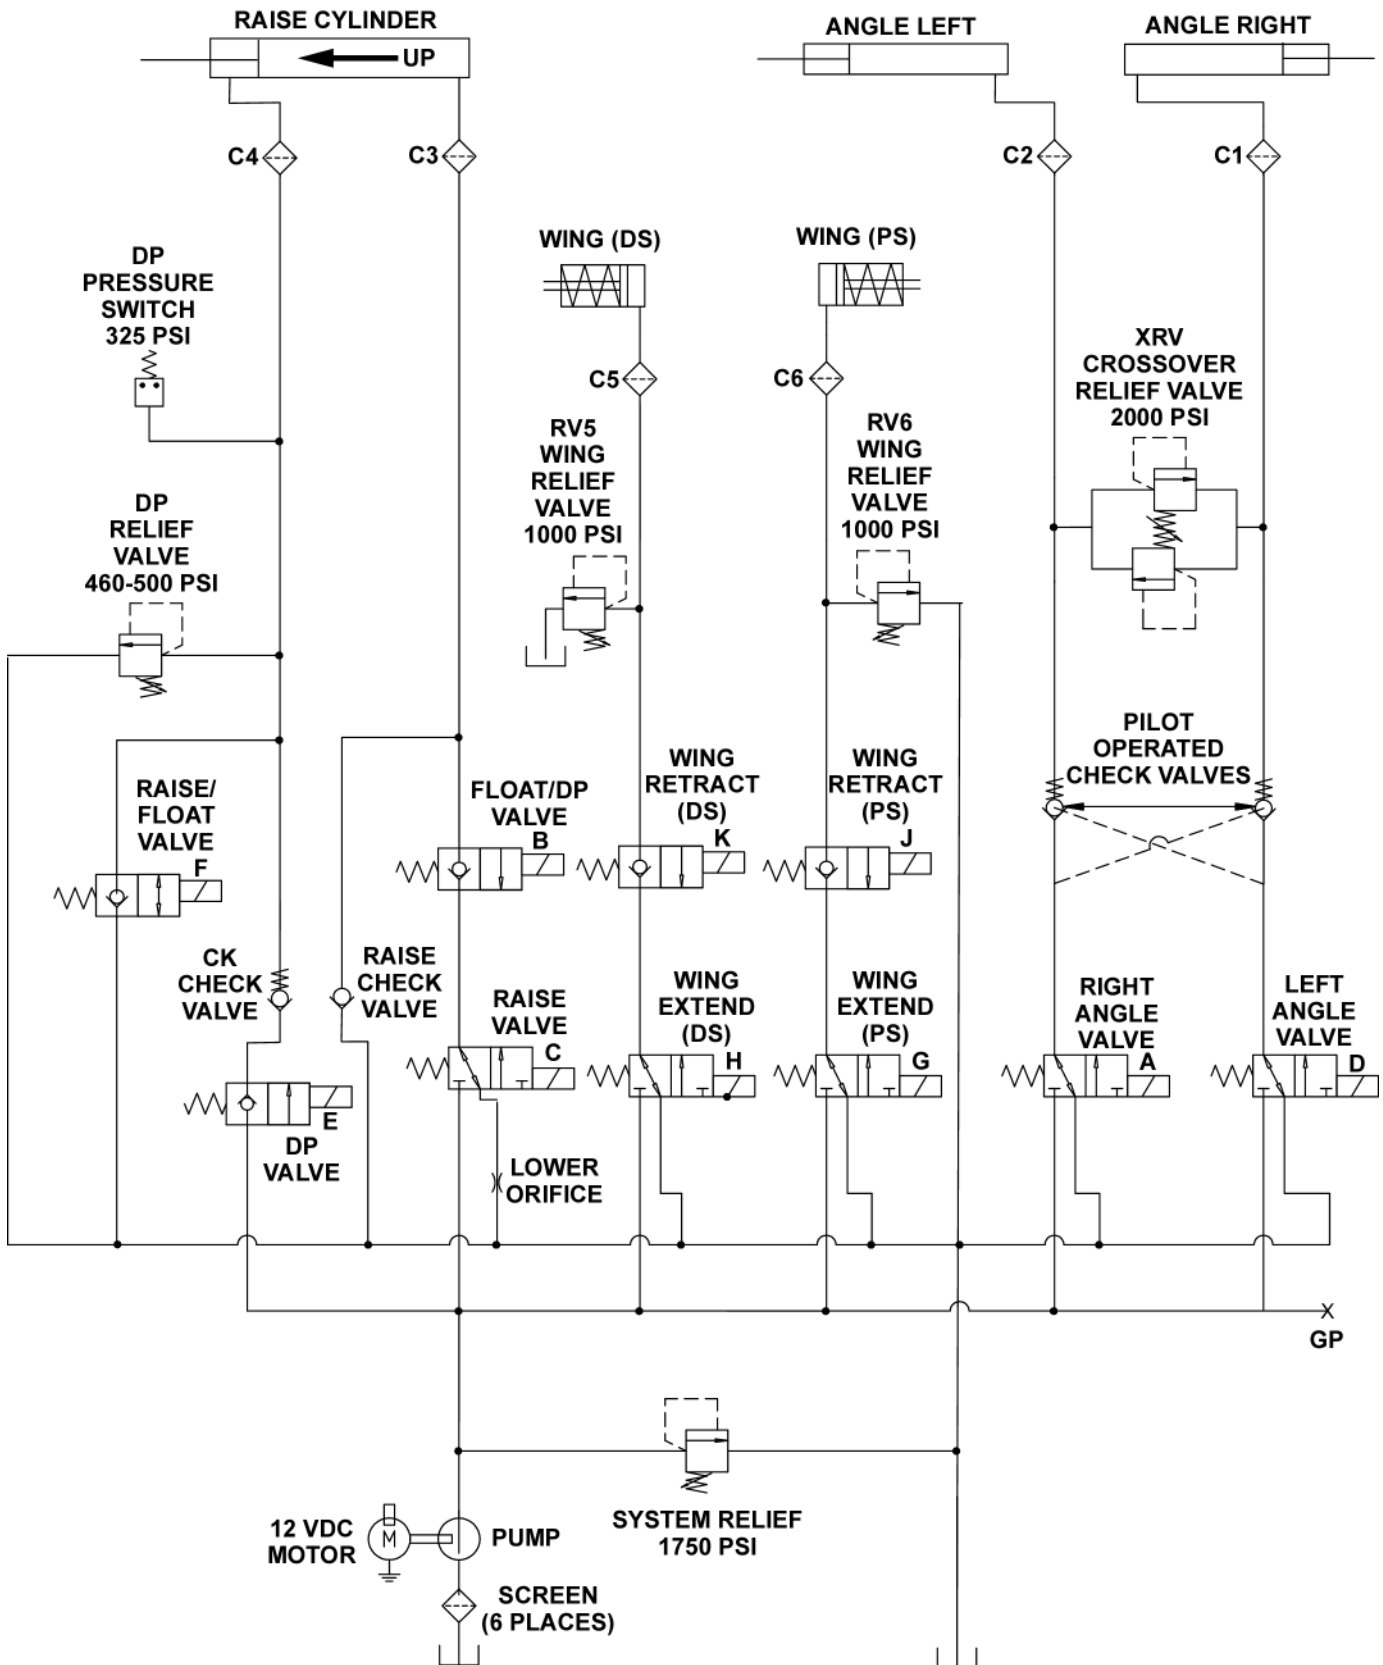 RAISE CYLINDER
UP
ANGLE LEFT
ANGLE RIGHT
C4
C3
C2
C1
DP
PRESSURE
SWITCH
325 PSI
WING (DS)
WING (PS)
C5
C6
XRV
CROSSOVER
RELIEF VALVE
2000 PSI
RV5
WING
RELIEF
VALVE
1000 PSI
RV6
WING
RELIEF
VALVE
1000 PSI
DP
RELIEF
VALVE
460-500 PSI
RAISE/
FLOAT
VALVE
F
FLOAT/DP
VALVE
B
WING
RETRACT
(DS)
K
WING
RETRACT
(PS)
J
PILOT
OPERATED
CHECK VALVES
CK
CHECK
VALVE
RAISE
CHECK
VALVE
RAISE
VALVE
C
WING
EXTEND
(DS)
H
WING
EXTEND
(PS)
G
RIGHT
ANGLE
VALVE
A
LEFT
ANGLE
VALVE
D
E
DP
VALVE
LOWER
ORIFICE
X
GP
SYSTEM RELIEF
1750 PSI
12 VDC
MOTOR
M
PUMP
SCREEN
(6 PLACES)